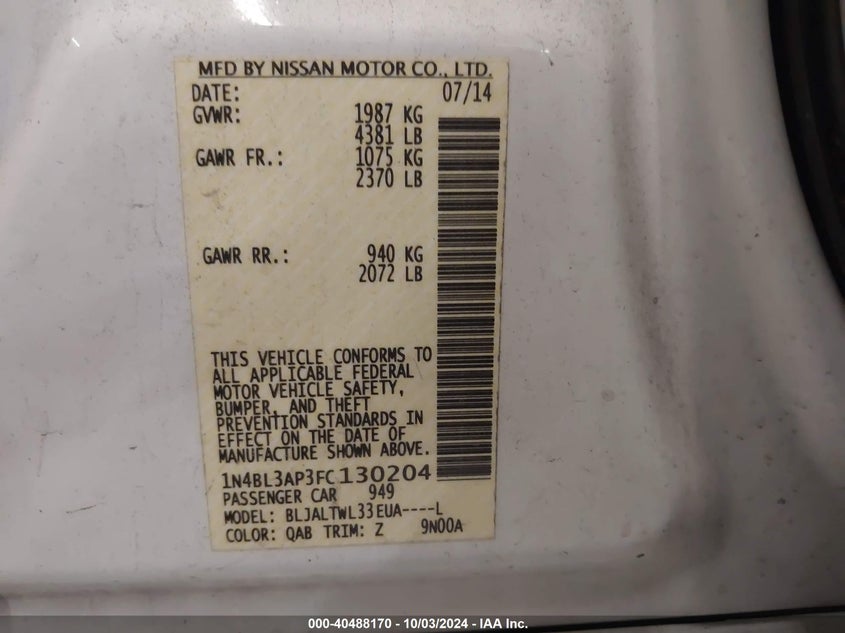 MFD BY NISSAN MOTOR CO., LTD.
DATE: 07/14
GVWR: 1987 KG
4381 LB
GAWR FR.: 1075 KG
2370 LB
GAWR RR.: 940 KG
2072 LB
THIS VEHICLE CONFORMS TO
ALL APPLICABLE FEDERAL
MOTOR VEHICLE SAFETY,
BUMPER, AND THEFT
PREVENTION STANDARDS IN
EFFECT ON THE DATE OF
MANUFACTURE SHOWN ABOVE.
1N4BL3AP3FC130204
PASSENGER CAR 949
MODEL: BLJALTWL33EUA----L
COLOR: QAB TRIM: Z 9N00A
000-40488170 - 10/03/2024 - IAA Inc.